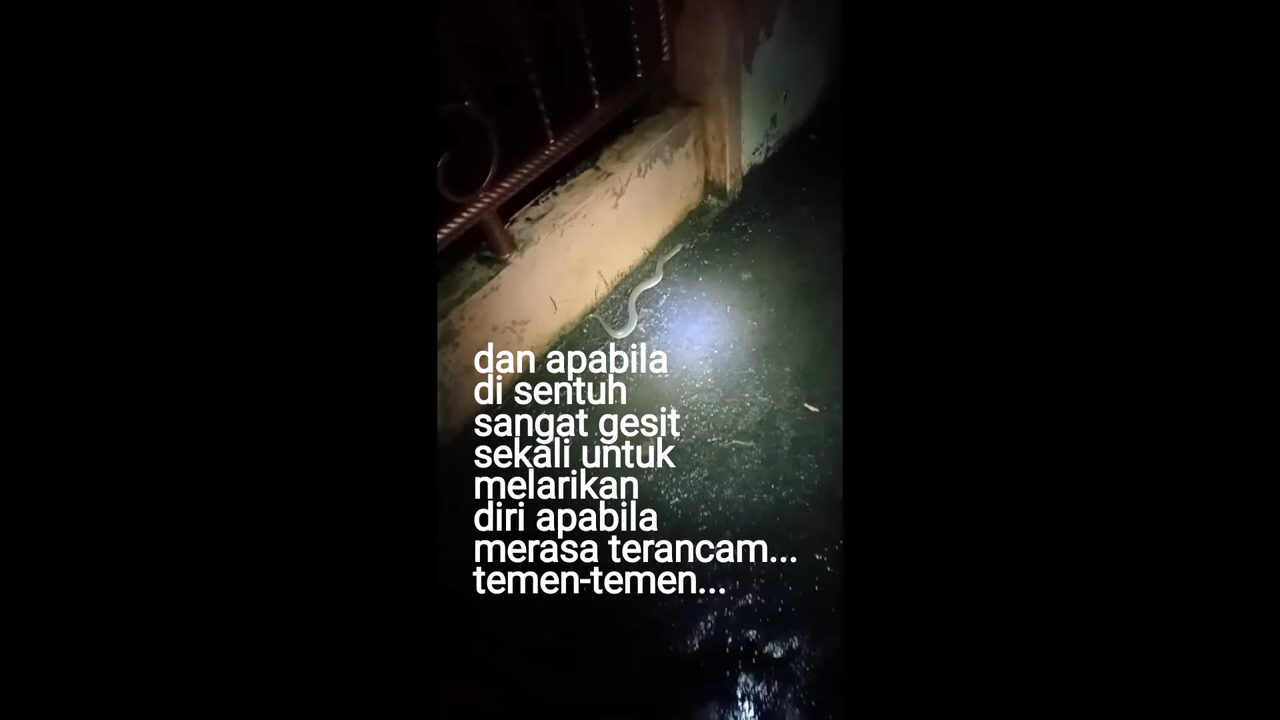 dan apabila
di sentuh
sangat gesit
sekali untuk
melarikan
diri apabila
merasa terancam...
temen-temen...